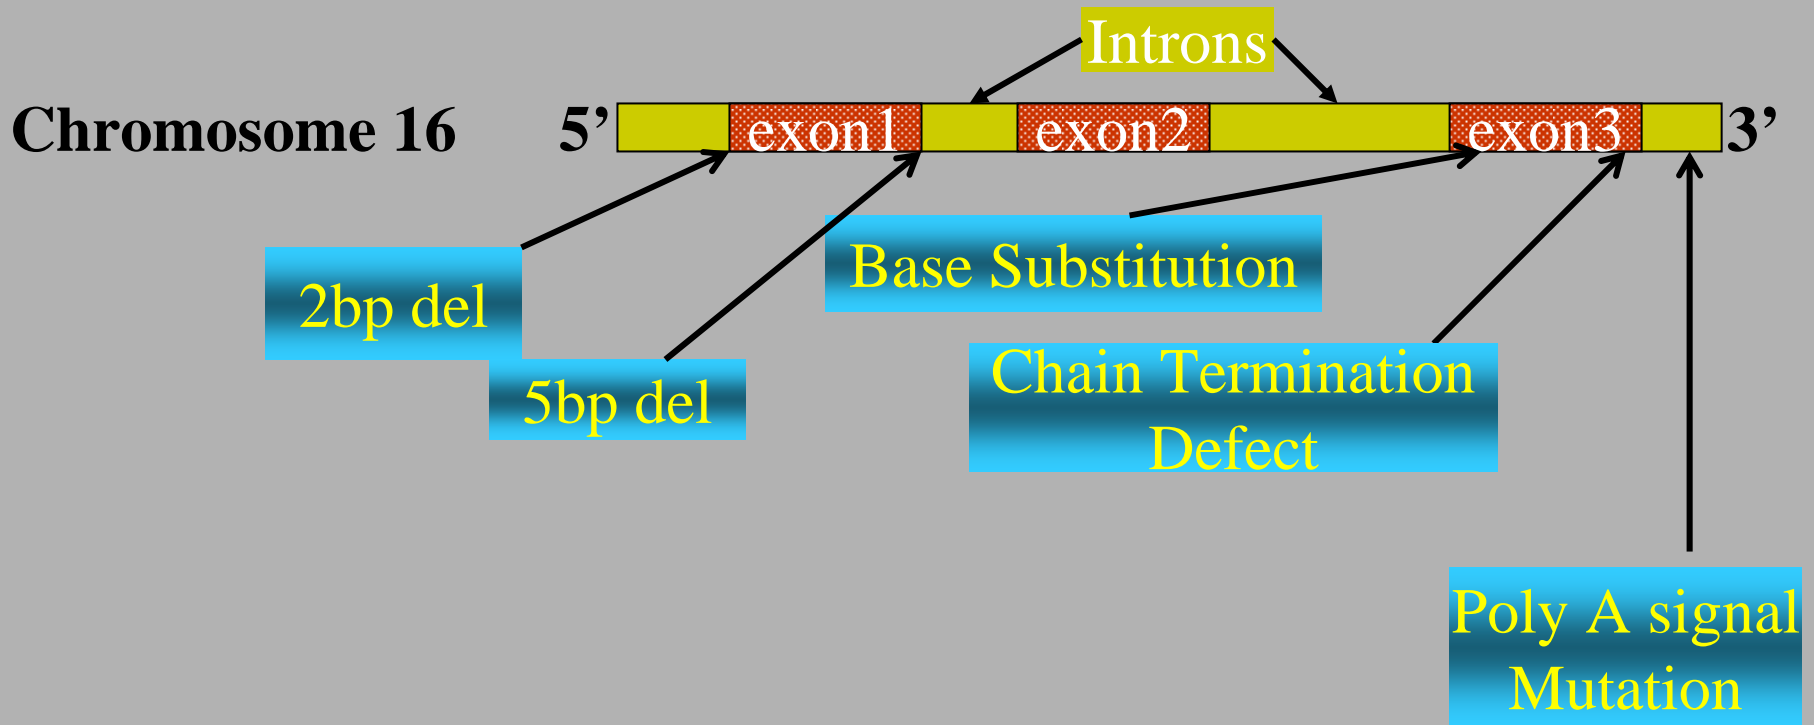 Introns
Chromosome 16 5’ exon1 exon2 exon3 3’
Base Substitution
2bp del
Chain Termination
Defect
5bp del
Poly A signal
Mutation